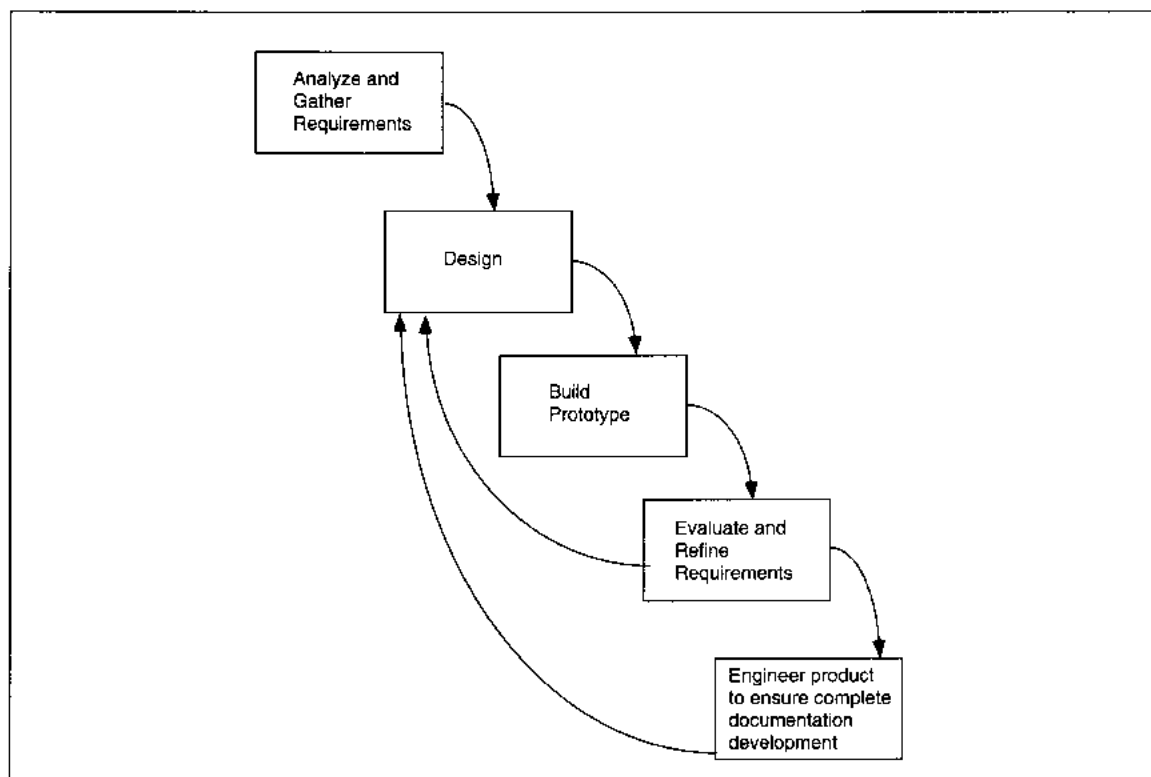 Analyze and
Gather
Requirements
Design
Build
Prototype
Evaluate and
Refine
Requirements
Engineer product
to ensure complete
documentation
development